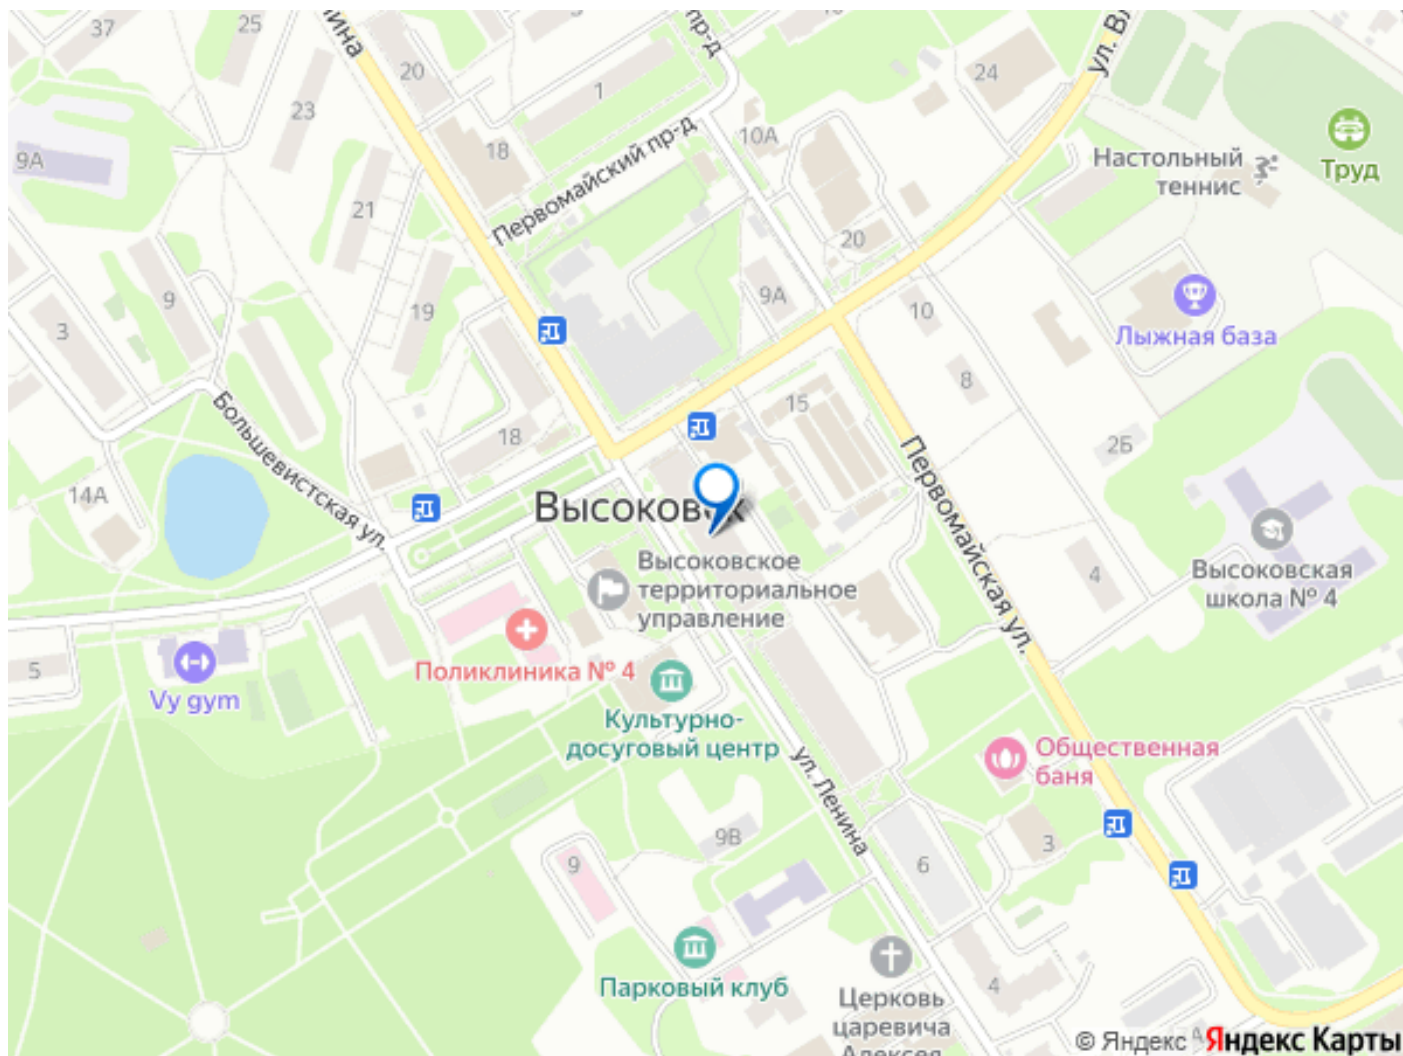 37
25
ина
20
1
пр-д
24
ул. Вл
23
9А
18
10А
Первомайский пр-д
Настольный
теннис
Труд
21
20
9
3
19
9А
10
Лыжная база
8
Большевистская ул.
18
15
2Б
Первомайская ул.
14А
Высоковск
Высоковское
территориальное
управление
4
Высоковская
школа № 4
5
Vy gym
Поликлиника № 4
Культурно-
досуговый центр
ул. Ленина
Общественная
баня
9В
3
9
6
Парковый клуб
4
Церковь
царевича
Алексея
© Яндекс
Яндекс Карты